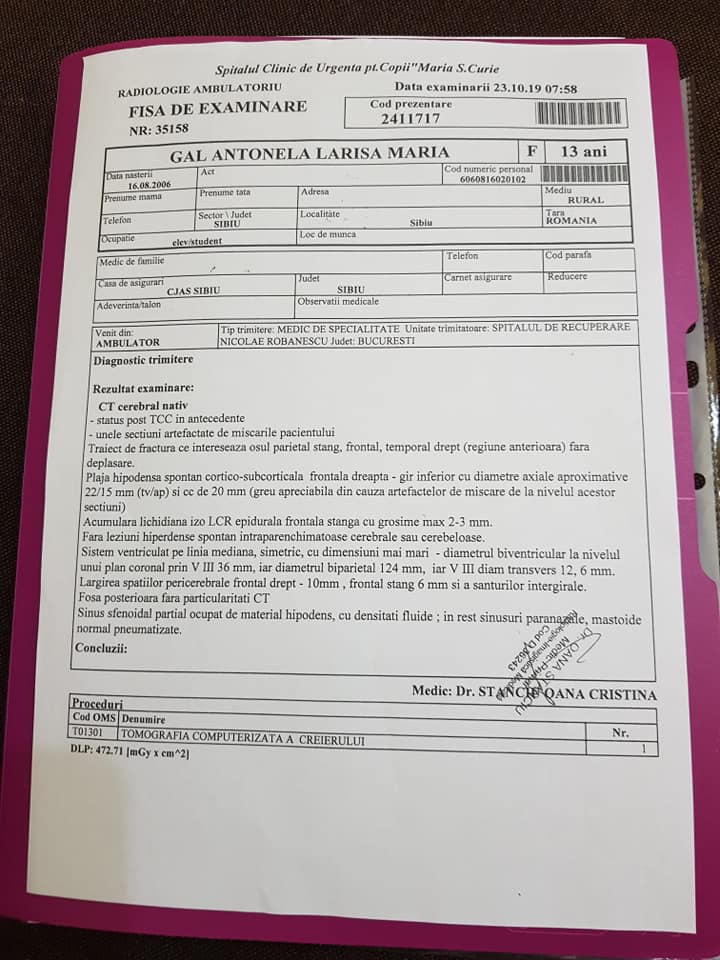 Spitalul Clinic de Urgenta pt.Copii"Maria S.Curie
RADIOLOGIE AMBULATORIU
Data examinarii 23.10.19 07:58
FISA DE EXAMINARE
Cod prezentare
2411717
NR: 35158
GAL ANTONELA LARISA MARIA F 13 ani
Data nasterii
16.08.2006
Act
Cod numeric personal
6060816020102
Prenume mama
Prenume tata
Adresa
Mediu
RURAL
Telefon
Sector \ Judet
SIBIU
Localitate
Sibiu
Tara
ROMANIA
Ocupatie
elev/student
Loc de munca
Medic de familie
Telefon
Cod parafa
Casa de asigurari
CJAS SIBIU
Judet
SIBIU
Carnet asigurare
Reducere
Adeverinta/talon
Observatii medicale
Venit din:
AMBULATOR
Tip trimitere: MEDIC DE SPECIALITATE Unitate trimitatoare: SPITALUL DE RECUPERARE
NICOLAE ROBANESCU Judet: BUCURESTI
Diagnostic trimitere
Rezultat examinare:
CT cerebral nativ
- status post TCC in antecedente
- unele sectiuni artefactate de miscarile pacientului
Traiect de fractura ce intereseaza osul parietal stang, frontal, temporal drept (regiune anterioara) fara
deplasare.
Plaja hipodensa spontan cortico-subcorticala frontala dreapta - gir inferior cu diametre axiale aproximative
22/15 mm (tv/ap) si cc de 20 mm (greu apreciabila din cauza artefactelor de miscare de la nivelul acestor
sectiuni)
Acumulara lichidiana izo LCR epidurala frontala stanga cu grosime max 2-3 mm.
Fara leziuni hiperdense spontan intraparenchimatoase cerebrale sau cerebeloase.
Sistem ventriculat pe linia mediana, simetric, cu dimensiuni mai mari - diametrul biventricular la nivelul
unui plan coronal prin V III 36 mm, iar diametrul biparietal 124 mm, iar V III diam transvers 12, 6 mm.
Largirea spatiilor pericerebrale frontal drept - 10mm , frontal stang 6 mm si a santurilor intergirale.
Fosa posterioara fara particularitati CT
Sinus sfenoidal partial ocupat de material hipodens, cu densitati fluide ; in rest sinusuri paranazale, mastoide
normal pneumatizate.
Concluzii:
Medic: Dr. STANCIU OANA CRISTINA
Dr. OANA STANCIU
Medic Primar
Radiologie-Imagistica Medicala
Proceduri
Cod OMS Denumire Nr.
T01301 TOMOGRAFIA COMPUTERIZATA A CREIERULUI 1
DLP: 472.71 [mGy x cm^2]